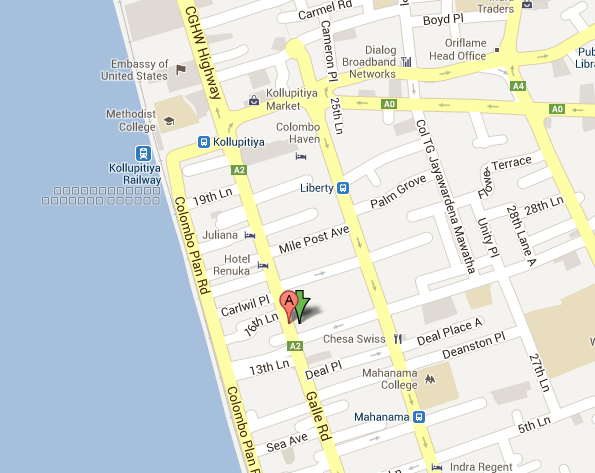 Indra
Traders
Carmel Rd
Boyd Pl
CGHW Highway
Cameron Pl
Oriflame
Head Office
Dialog
Broadband
Networks
Pub
Libra
Embassy of
United States
A4
Kollupitiya
Market
25th Ln
A0
A0
Methodist
College
Colombo
Haven
Col TG Jayawardena Mawatha
Kollupitiya
Kollupitiya
Railway
A2
Terrace
Flowe
Liberty
19th Ln
Palm Grove
28th Ln
28th Lane A
Unity Pl
Colombo Plan Rd
Juliana
Mile Post Ave
Hotel
Renuka
Carlwil Pl
A
16th Ln
A2
Chesa Swiss
Deal Place A
Deanston Pl
W
13th Ln
Deal Pl
Mahanama
College
27th Ln
Galle Rd
Colombo Plan R
Mahanama
5th Ln
Sea Ave
Indra Regent